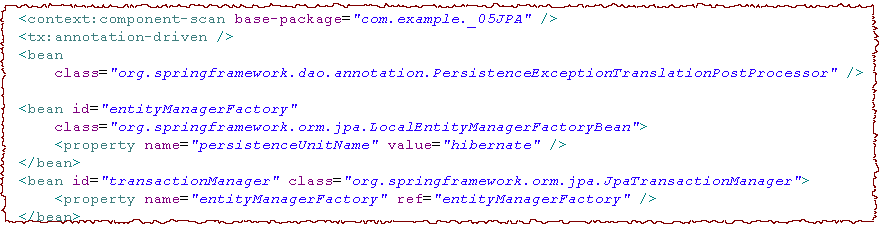 <context:component-scan base-package="com.example._05JPA" />
<tx:annotation-driven />
<bean
class="org.springframework.dao.annotation.PersistenceExceptionTranslationPostProcessor" />
<bean id="entityManagerFactory"
class="org.springframework.orm.jpa.LocalEntityManagerFactoryBean">
<property name="persistenceUnitName" value="hibernate" />
</bean>
<bean id="transactionManager" class="org.springframework.orm.jpa.JpaTransactionManager">
<property name="entityManagerFactory" ref="entityManagerFactory" />
</bean>